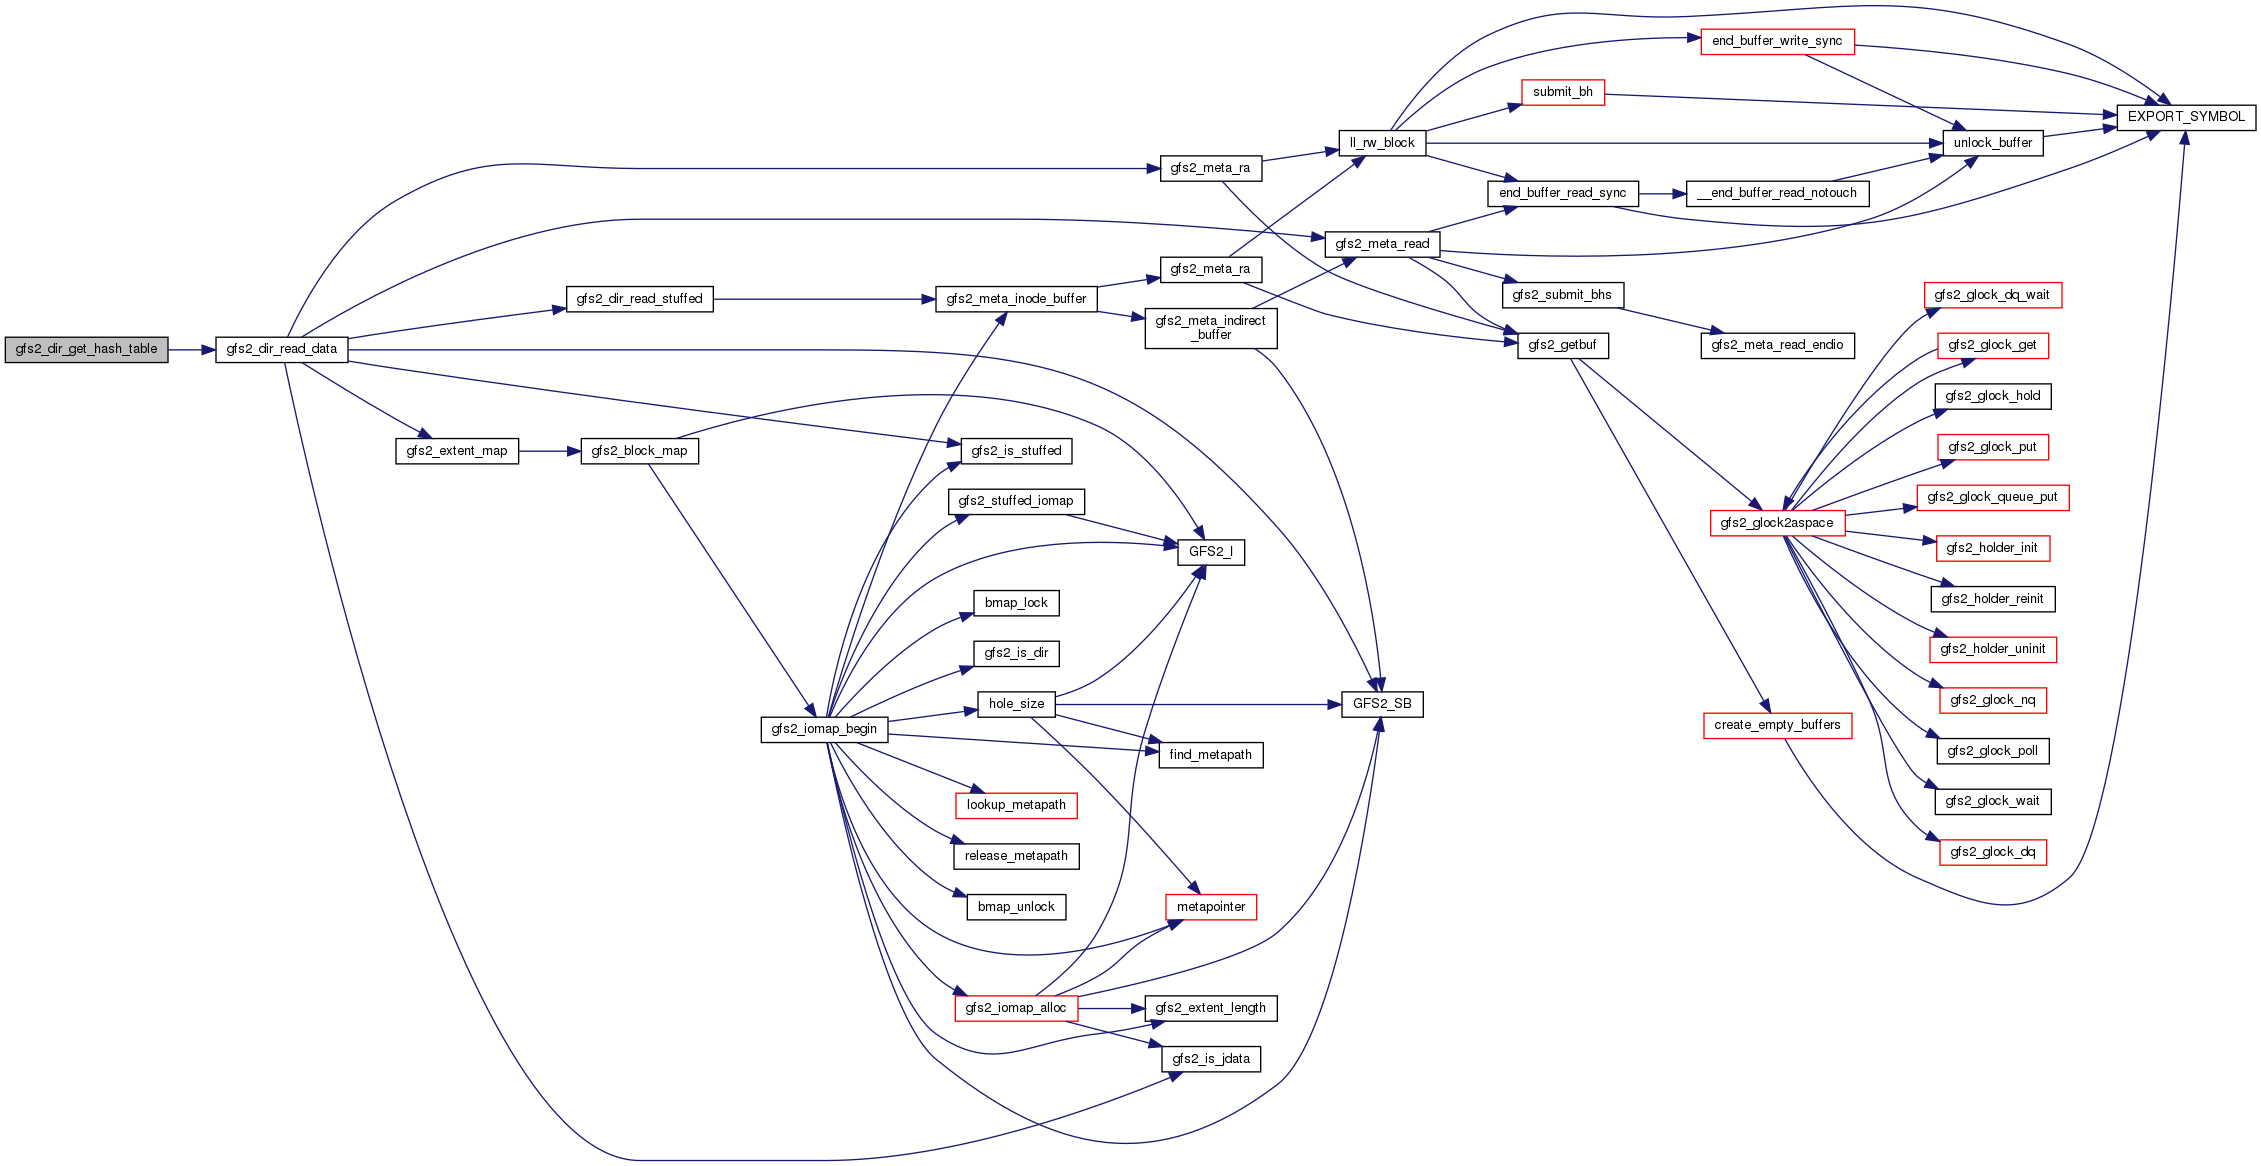 gfs2_dir_get_hash_table
gfs2_dir_read_data
gfs2_dir_read_stuffed
gfs2_extent_map
gfs2_block_map
gfs2_iomap_begin
gfs2_meta_inode_buffer
gfs2_is_stuffed
gfs2_stuffed_iomap
bmap_lock
gfs2_is_dir
hole_size
lookup_metapath
release_metapath
bmap_unlock
gfs2_iomap_alloc
gfs2_meta_ra
gfs2_meta_ra
gfs2_meta_indirect
_buffer
GFS2_I
find_metapath
metapointer
gfs2_extent_length
gfs2_is_jdata
ll_rw_block
gfs2_meta_read
GFS2_SB
submit_bh
end_buffer_read_sync
gfs2_submit_bhs
gfs2_getbuf
end_buffer_write_sync
__end_buffer_read_notouch
gfs2_meta_read_endio
gfs2_glock2aspace
create_empty_buffers
unlock_buffer
gfs2_glock_dq_wait
gfs2_glock_get
gfs2_glock_hold
gfs2_glock_put
gfs2_glock_queue_put
gfs2_holder_init
gfs2_holder_reinit
gfs2_holder_uninit
gfs2_glock_nq
gfs2_glock_poll
gfs2_glock_wait
gfs2_glock_dq
EXPORT_SYMBOL